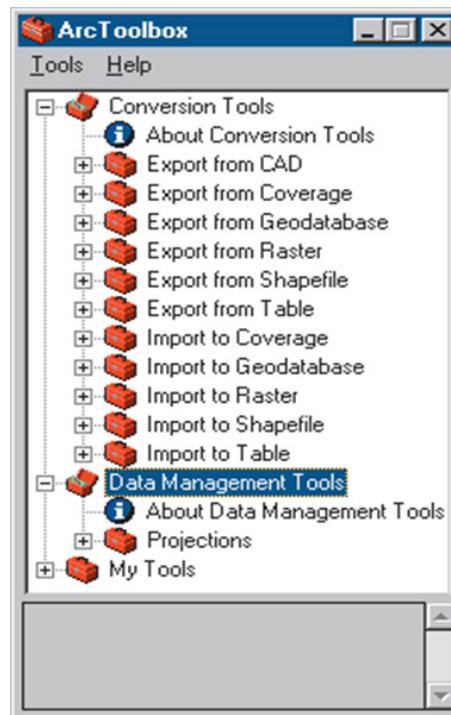 ArcToolbox
Tools Help
Conversion Tools
About Conversion Tools
Export from CAD
Export from Coverage
Export from Geodatabase
Export from Raster
Export from Shapefile
Export from Table
Import to Coverage
Import to Geodatabase
Import to Raster
Import to Shapefile
Import to Table
Data Management Tools
About Data Management Tools
Projections
My Tools